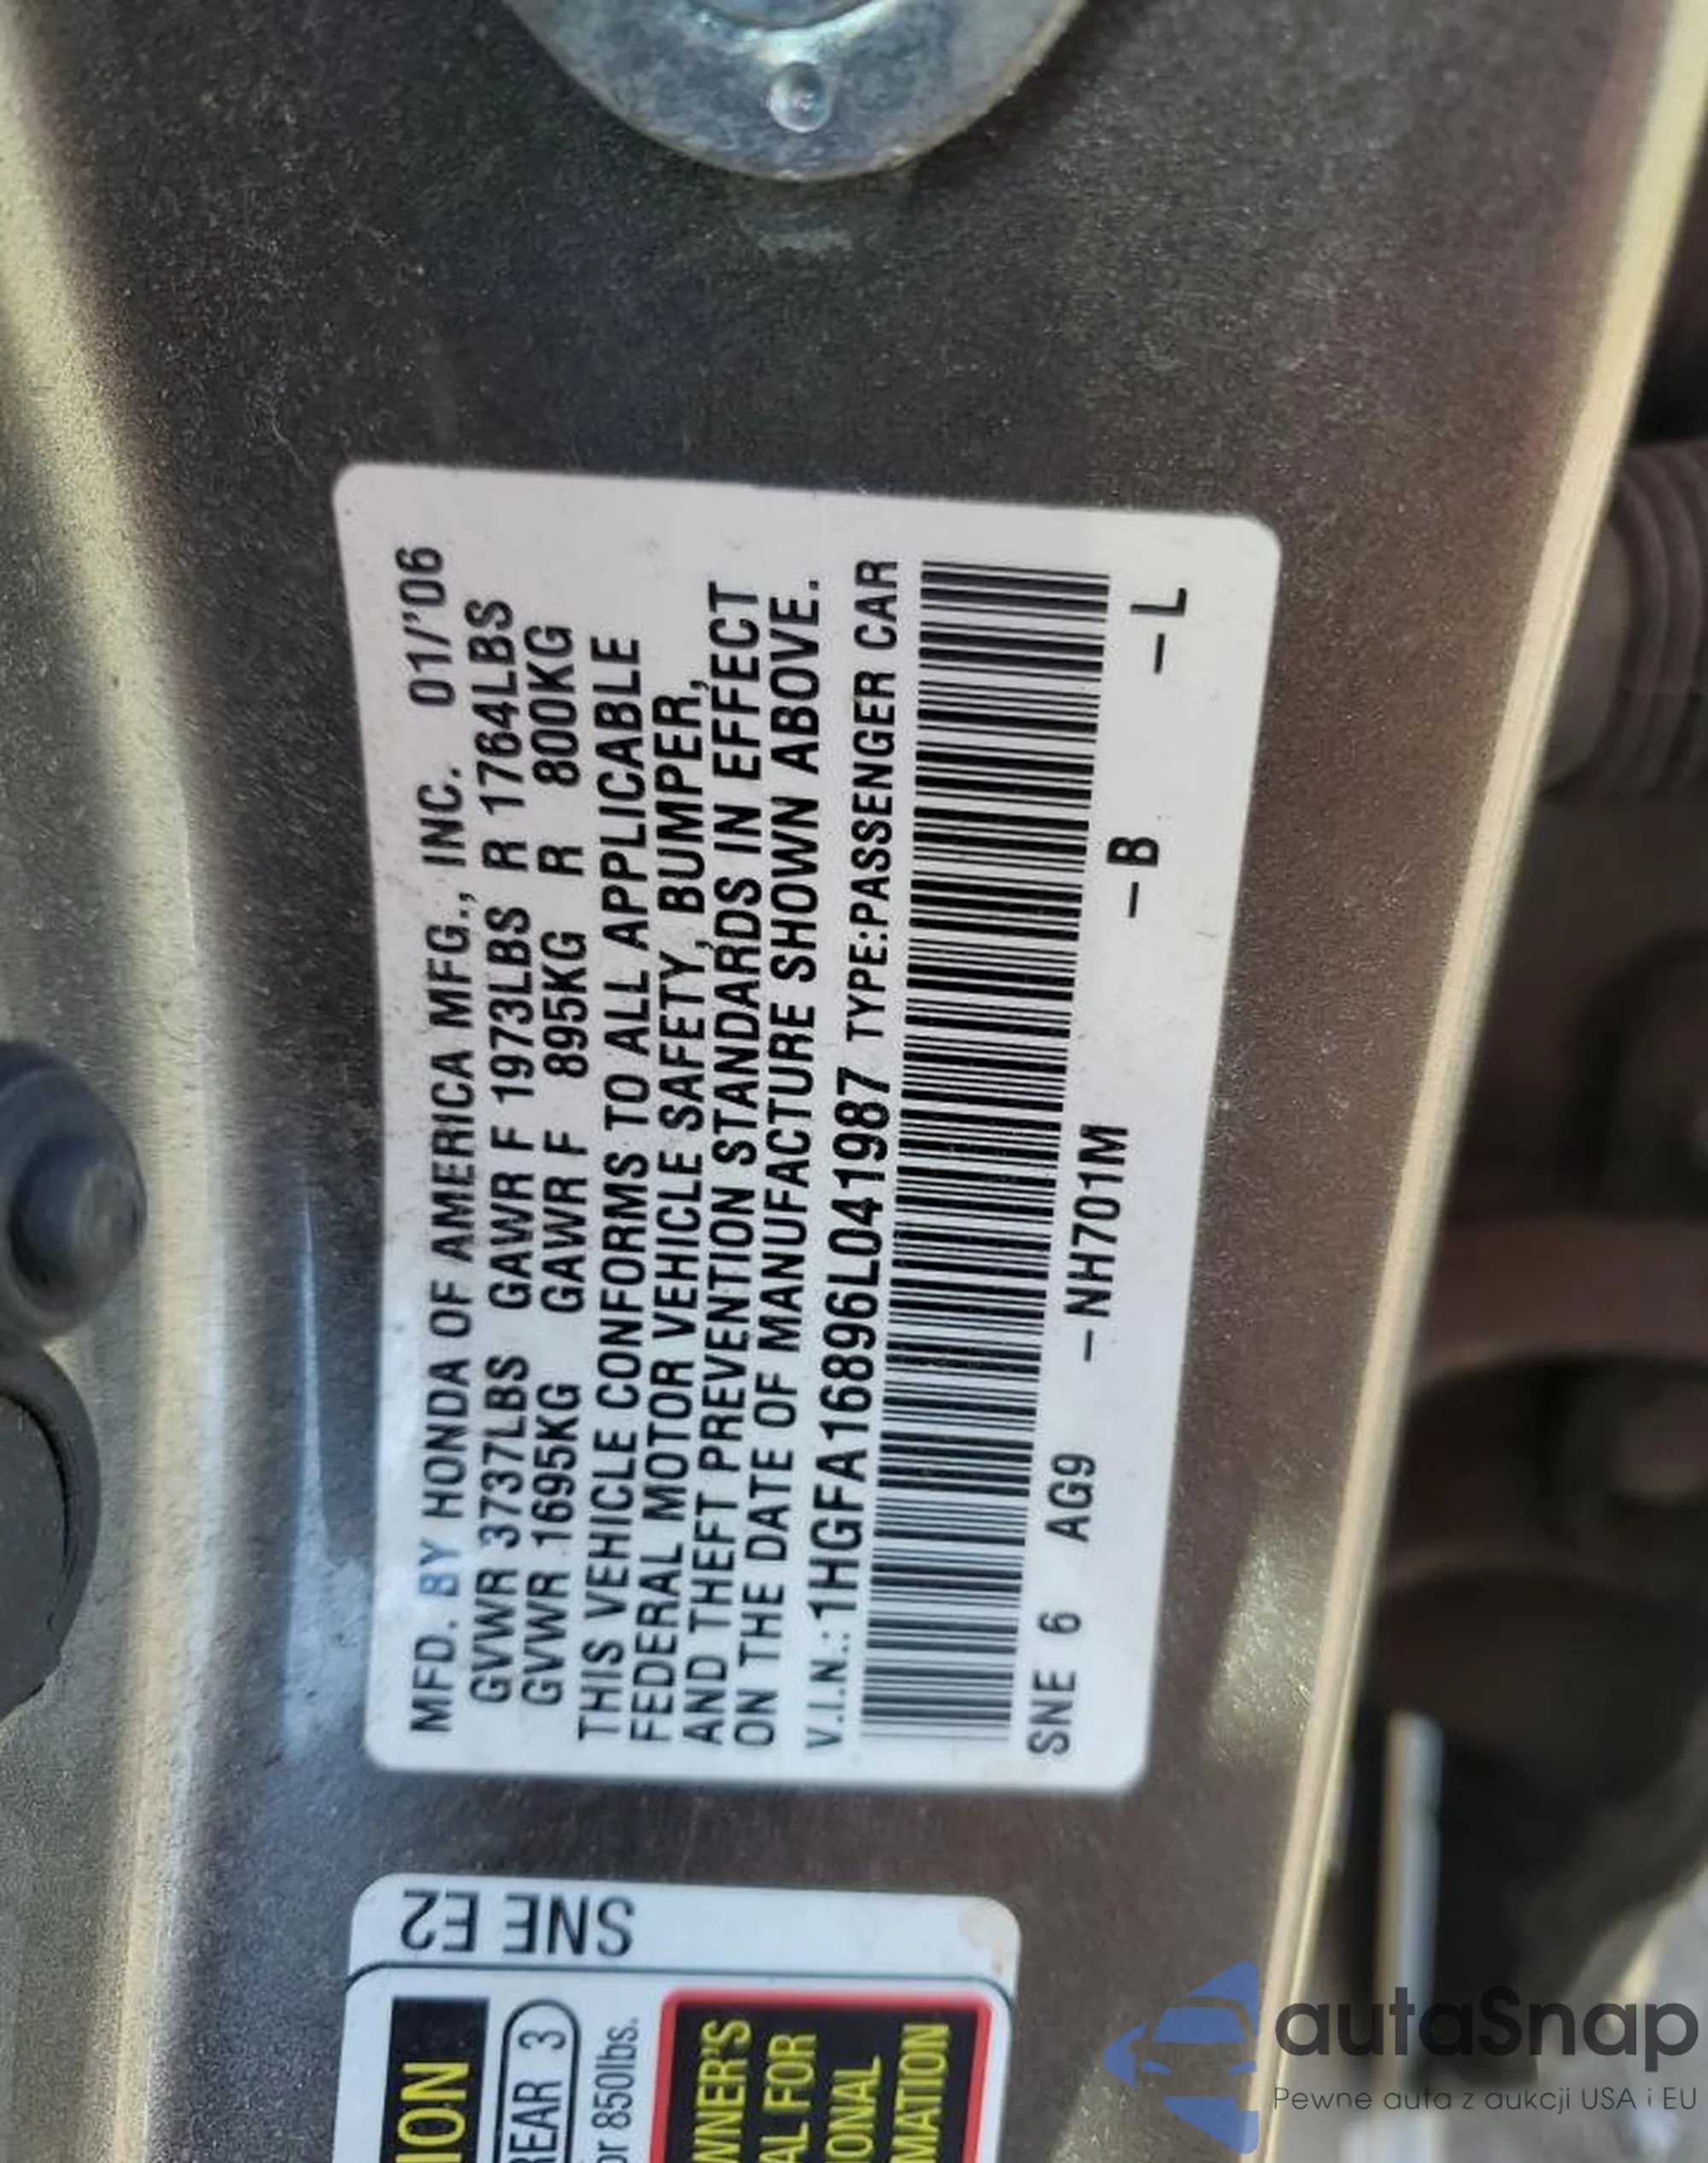 MFD. BY HONDA OF AMERICA MFG., INC. 01/'06
GVWR 3737LBS GAWR F 1973LBS R 1764LBS
GVWR 1695KG GAWR F 895KG R 800KG
THIS VEHICLE CONFORMS TO ALL APPLICABLE
FEDERAL MOTOR VEHICLE SAFETY, BUMPER,
AND THEFT PREVENTION STANDARDS IN EFFECT
ON THE DATE OF MANUFACTURE SHOWN ABOVE.
V.I.N.: 1HGFA16896L041987 TYPE:PASSENGER CAR
SNE 6 AG9 -NH701M -B -L
SNE E2
ION
REAR 3
or 850lbs.
WNER'S
AL FOR
IONAL
MATION
autaSnap
Pewne auta z aukcji USA i EU